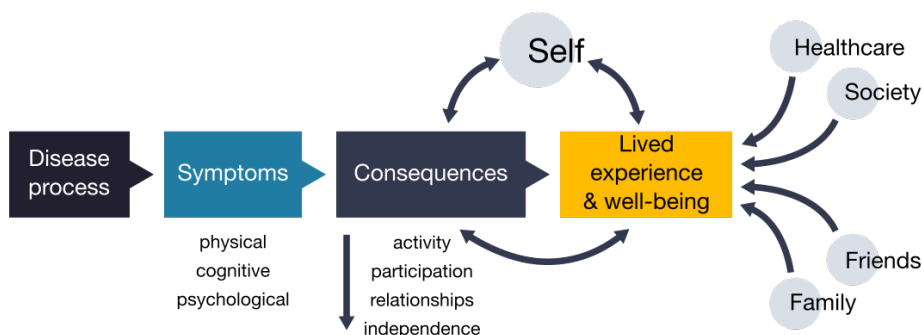 Self
Healthcare
Society
Disease
process
Symptoms
Consequences
Lived
experience
& well-being
physical
cognitive
psychological
activity
participation
relationships
independence
Friends
Family